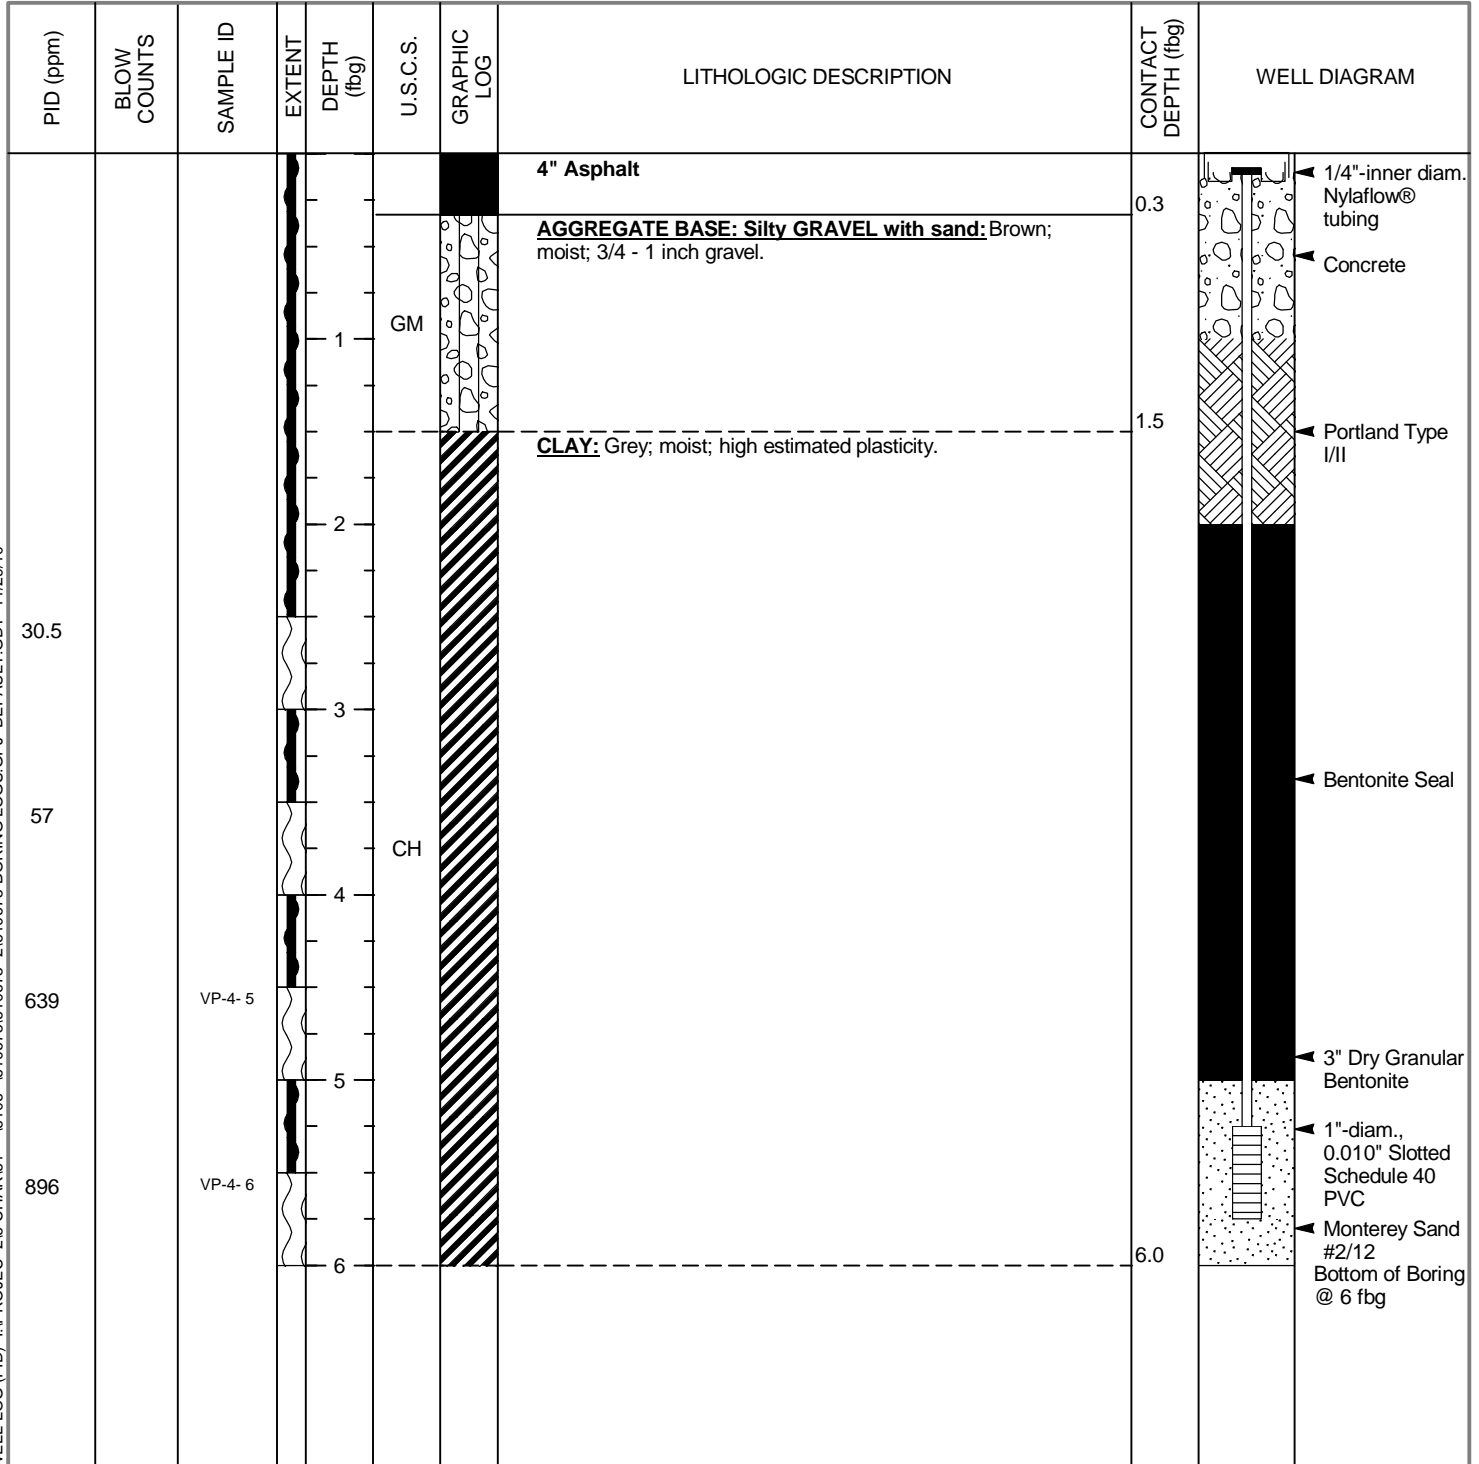 PID (ppm)
BLOW
COUNTS
SAMPLE ID
EXTENT
DEPTH
(fbg)
U.S.C.S.
GRAPHIC
LOG
LITHOLOGIC DESCRIPTION
CONTACT
DEPTH (fbg)
WELL DIAGRAM
4" Asphalt
0.3
AGGREGATE BASE: Silty GRAVEL with sand: Brown;
moist; 3/4 - 1 inch gravel.
GM
1
1.5
CLAY: Grey; moist; high estimated plasticity.
2
30.5
3
57
CH
4
639
VP-4- 5
5
896
VP-4- 6
6
6.0
1/4"-inner diam.
Nylaflow®
tubing
Concrete
Portland Type
I/II
Bentonite Seal
3" Dry Granular
Bentonite
1"-diam.,
0.010" Slotted
Schedule 40
PVC
Monterey Sand
#2/12
Bottom of Boring
@ 6 fbg